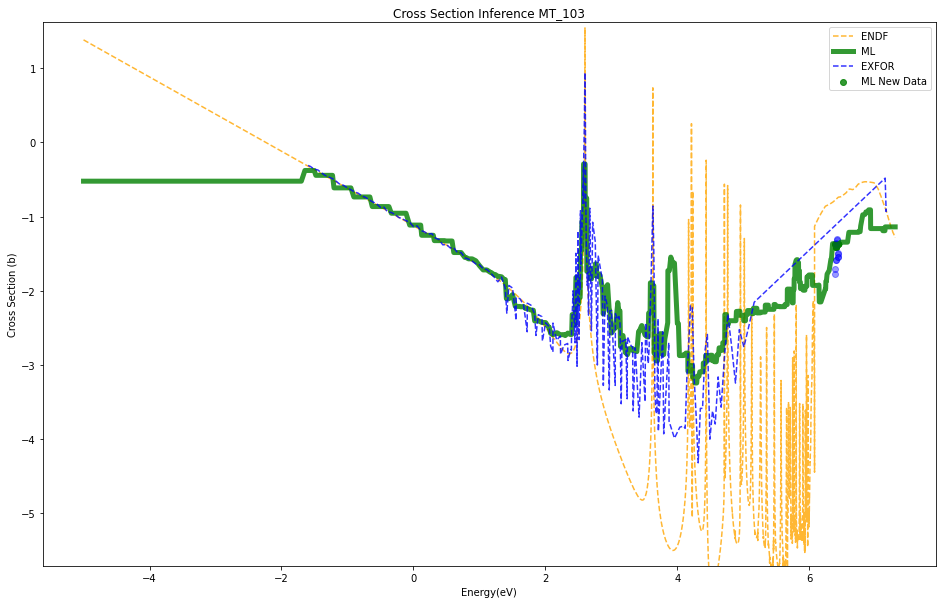 Cross Section Inference MT_103
ENDF
ML
EXFOR
ML New Data
Cross Section (b)
1
0
−1
−2
−3
−4
−5
−4
−2
0
2
4
6
Energy(eV)